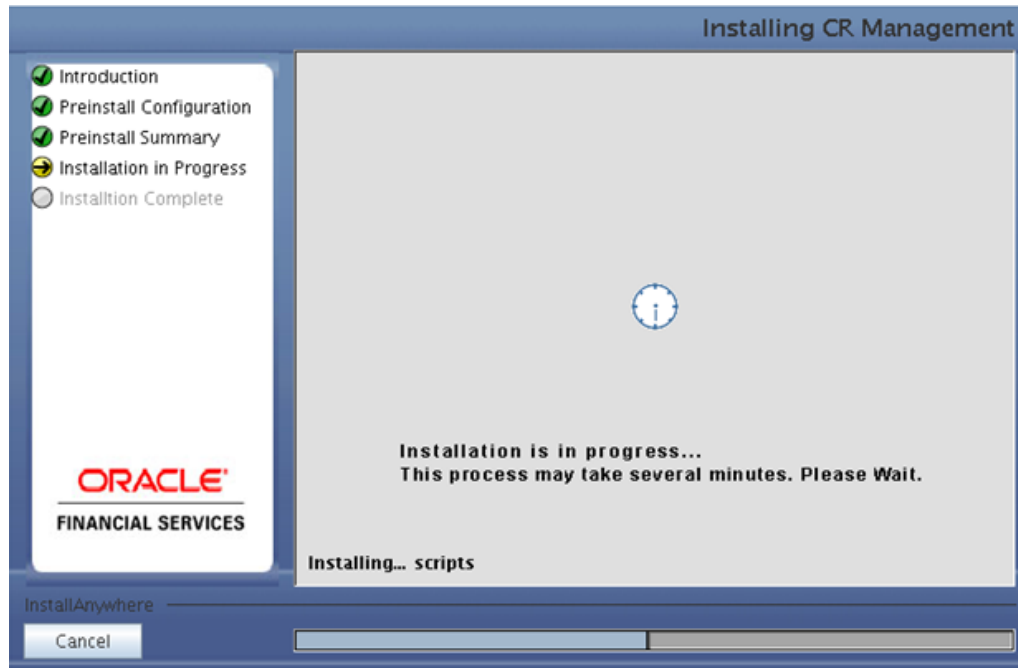 Installing CR Management
Introduction
Preinstall Configuration
Preinstall Summary
Installation in Progress
Installtion Complete
Installation is in progress...
This process may take several minutes. Please Wait.
ORACLE
FINANCIAL SERVICES
Installing... scripts
InstallAnywhere
Cancel